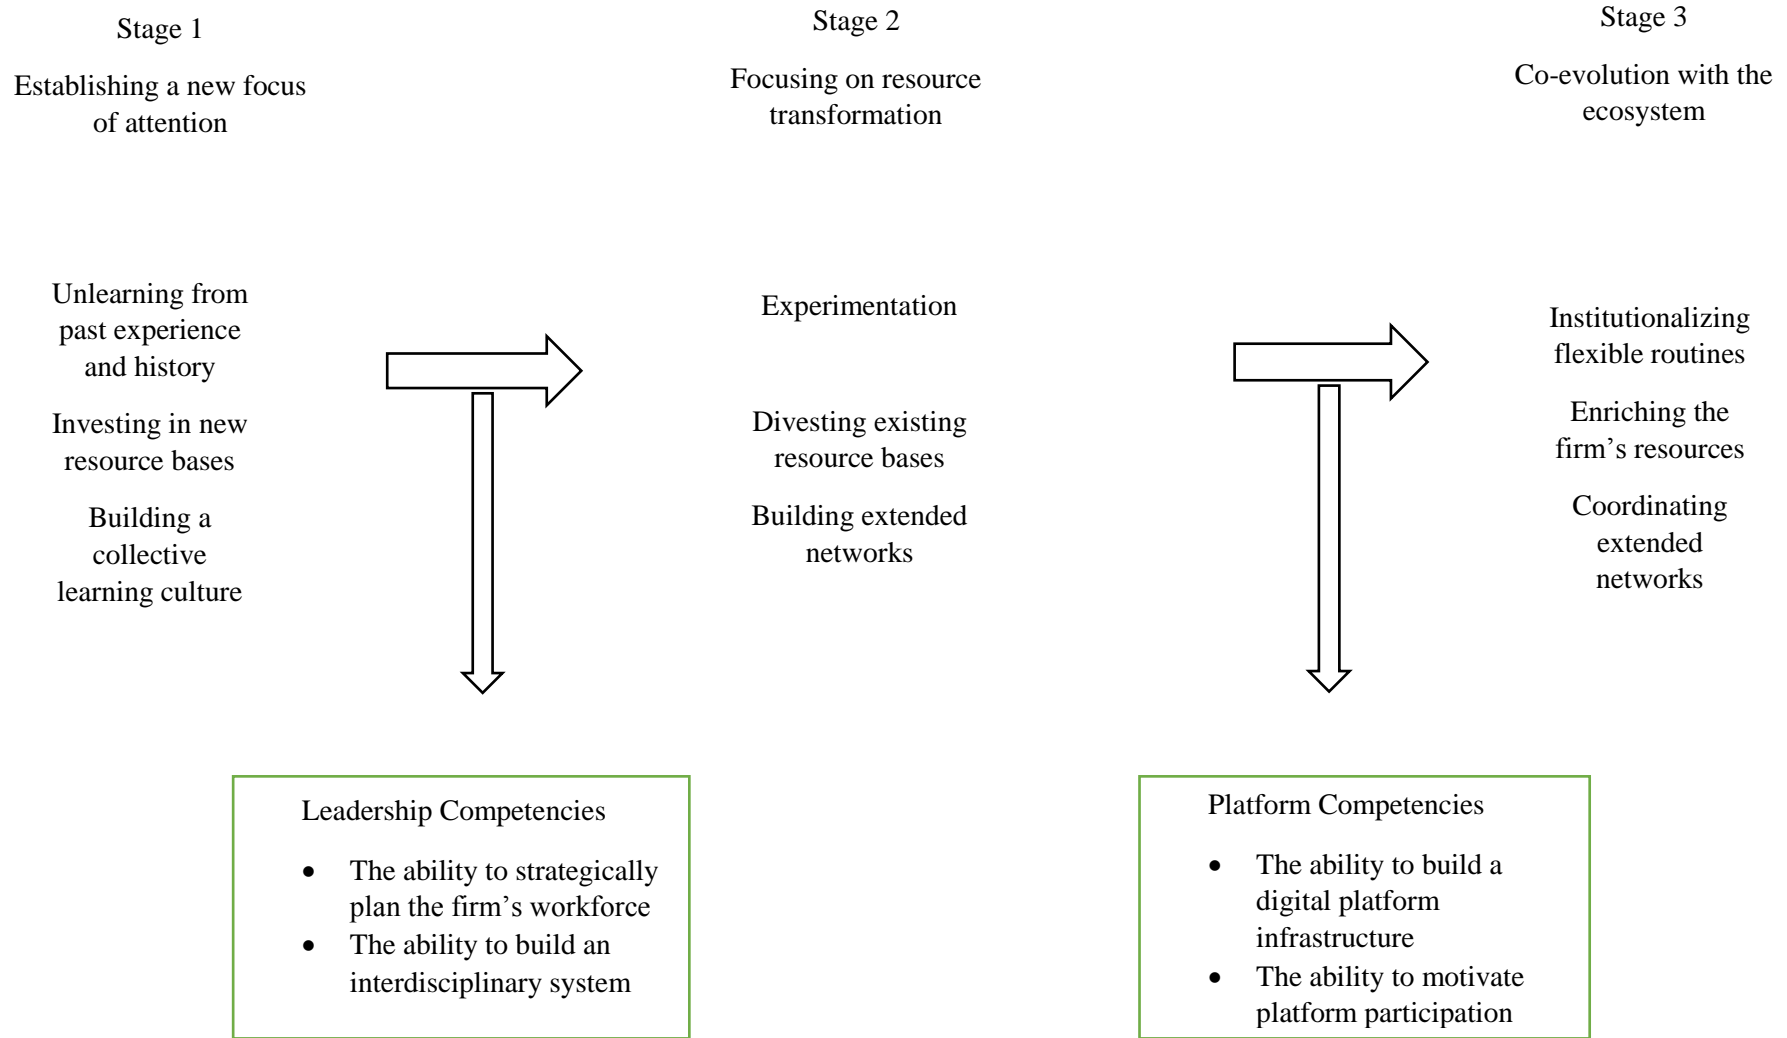 Stage 1
Establishing a new focus
of attention
Stage 2
Focusing on resource
transformation
Stage 3
Co-evolution with the
ecosystem
Unlearning from
past experience
and history
Investing in new
resource bases
Building a
collective
learning culture
Experimentation
Divesting existing
resource bases
Building extended
networks
Institutionalizing
flexible routines
Enriching the
firm’s resources
Coordinating
extended
networks
Leadership Competencies
• The ability to strategically
plan the firm’s workforce
• The ability to build an
interdisciplinary system
Platform Competencies
• The ability to build a
digital platform
infrastructure
• The ability to motivate
platform participation